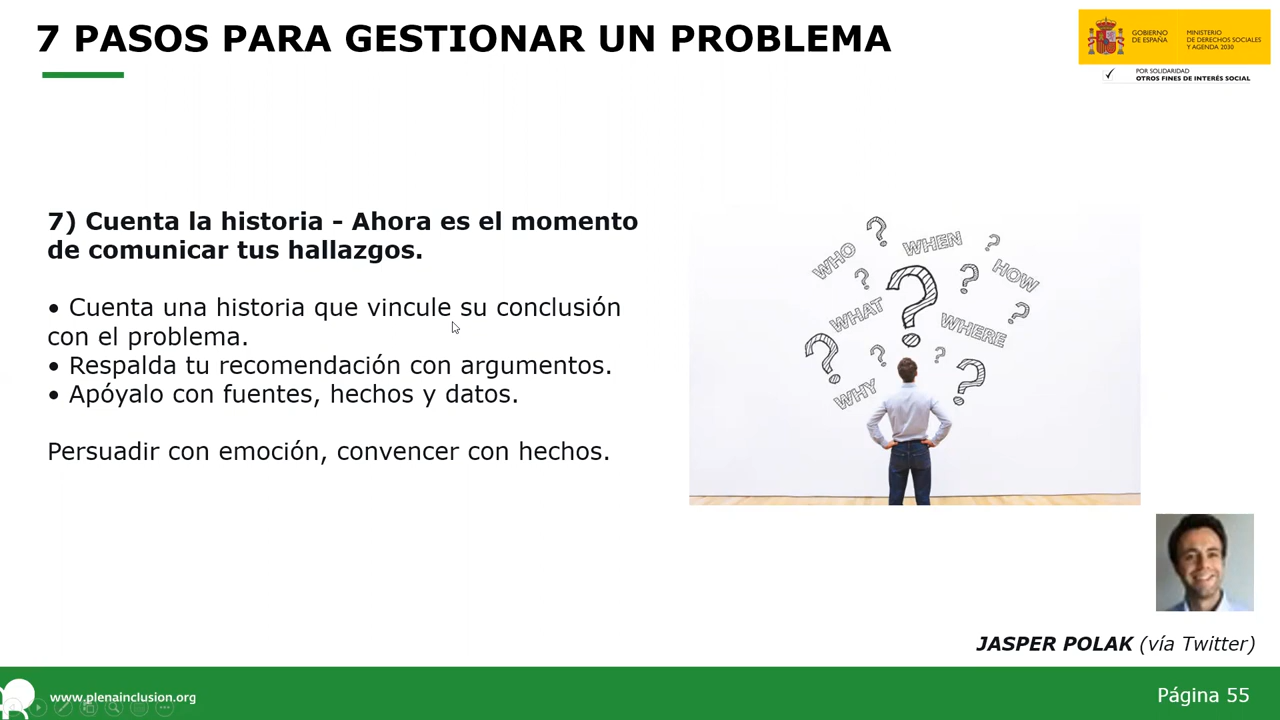 7 PASOS PARA GESTIONAR UN PROBLEMA
GOBIERNO
DE ESPAÑA
MINISTERIO
DE DERECHOS SOCIALES
Y AGENDA 2030
POR SOLIDARIDAD
OTROS FINES DE INTERÉS SOCIAL
7) Cuenta la historia - Ahora es el momento
de comunicar tus hallazgos.
• Cuenta una historia que vincule su conclusión
con el problema.
• Respalda tu recomendación con argumentos.
• Apóyalo con fuentes, hechos y datos.
Persuadir con emoción, convencer con hechos.
? WHEN ?
WHO ? ? ? HOW
WHAT ? WHERE
? ? ? ?
WHY
JASPER POLAK (vía Twitter)
www.plenainclusion.org
Página 55